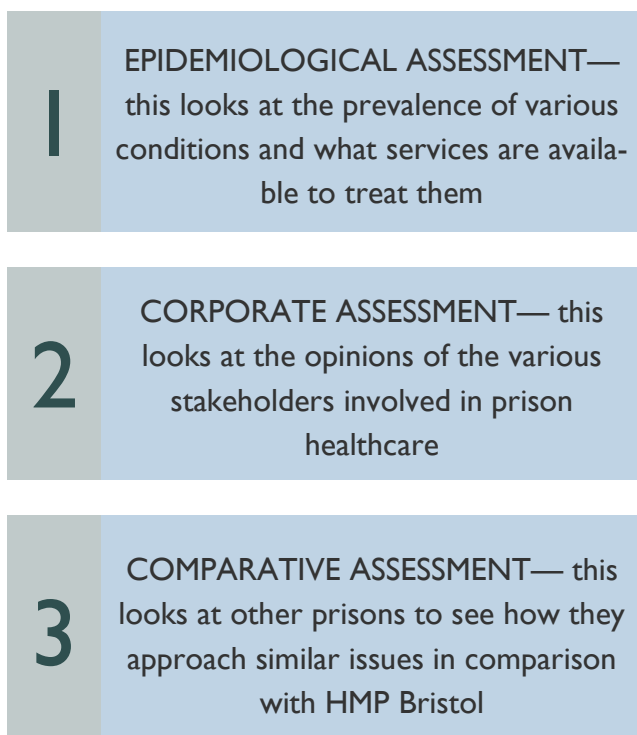 1
EPIDEMIOLOGICAL ASSESSMENT—
this looks at the prevalence of various
conditions and what services are availa-
ble to treat them
2
CORPORATE ASSESSMENT— this
looks at the opinions of the various
stakeholders involved in prison
healthcare
3
COMPARATIVE ASSESSMENT— this
looks at other prisons to see how they
approach similar issues in comparison
with HMP Bristol